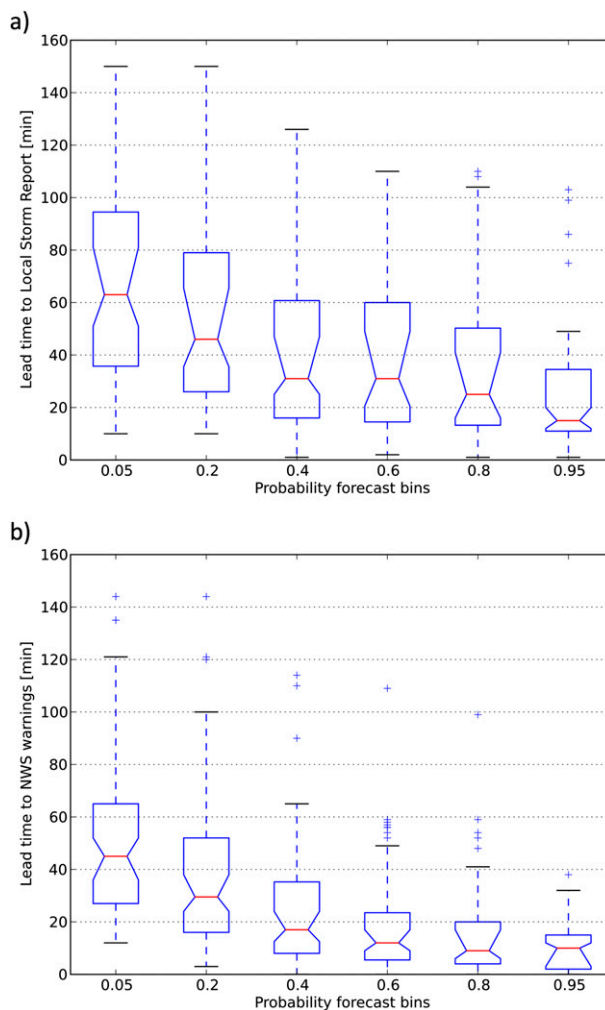 a)
160
140
120
100
80
60
40
20
0
Lead time to Local Storm Report [min]
0.05 0.2 0.4 0.6 0.8 0.95
Probability forecast bins
b)
160
140
120
100
80
60
40
20
0
Lead time to NWS warnings [min]
0.05 0.2 0.4 0.6 0.8 0.95
Probability forecast bins